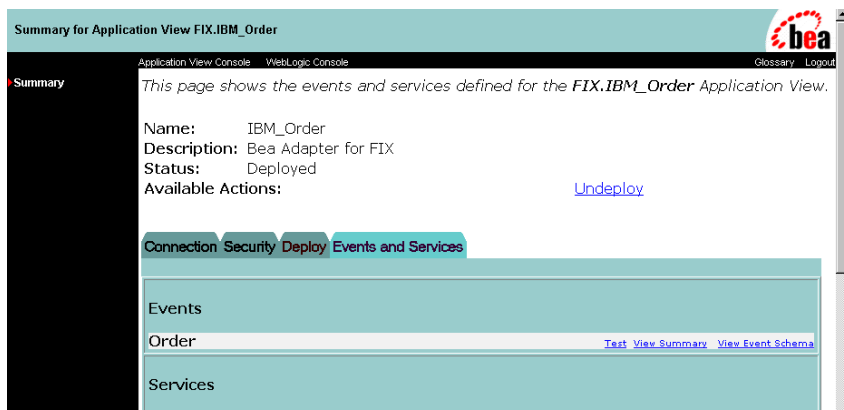 Summary for Application View FIX.IBM_Order
bea
Application View Console WebLogic Console Glossary Logout
Summary
This page shows the events and services defined for the FIX.IBM_Order Application View.
Name: IBM_Order
Description: Bea Adapter for FIX
Status: Deployed
Available Actions: Undeploy
Connection Security Deploy Events and Services
Events
Order Test View Summary View Event Schema
Services